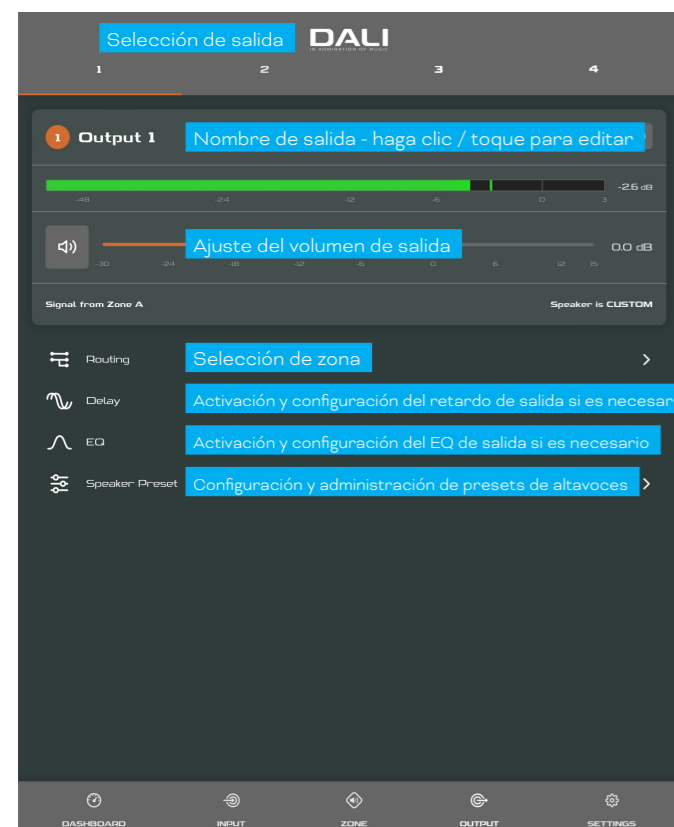 Selección de salida
DALI
IN ADMIRATION OF MUSIC
1 2 3 4
1 Output 1 Nombre de salida - haga clic / toque para editar
-2.6 dB
-48 -24 -12 -6 0 3
Ajuste del volumen de salida 0.0 dB
-30 -24 -18 -12 -6 0 6 12 15
Signal from Zone A Speaker is CUSTOM
Routing Selección de zona
Delay Activación y configuración del retardo de salida si es necesar
EQ Activación y configuración del EQ de salida si es necesario
Speaker Preset Configuración y administración de presets de altavoces
DASHBOARD INPUT ZONE OUTPUT SETTINGS